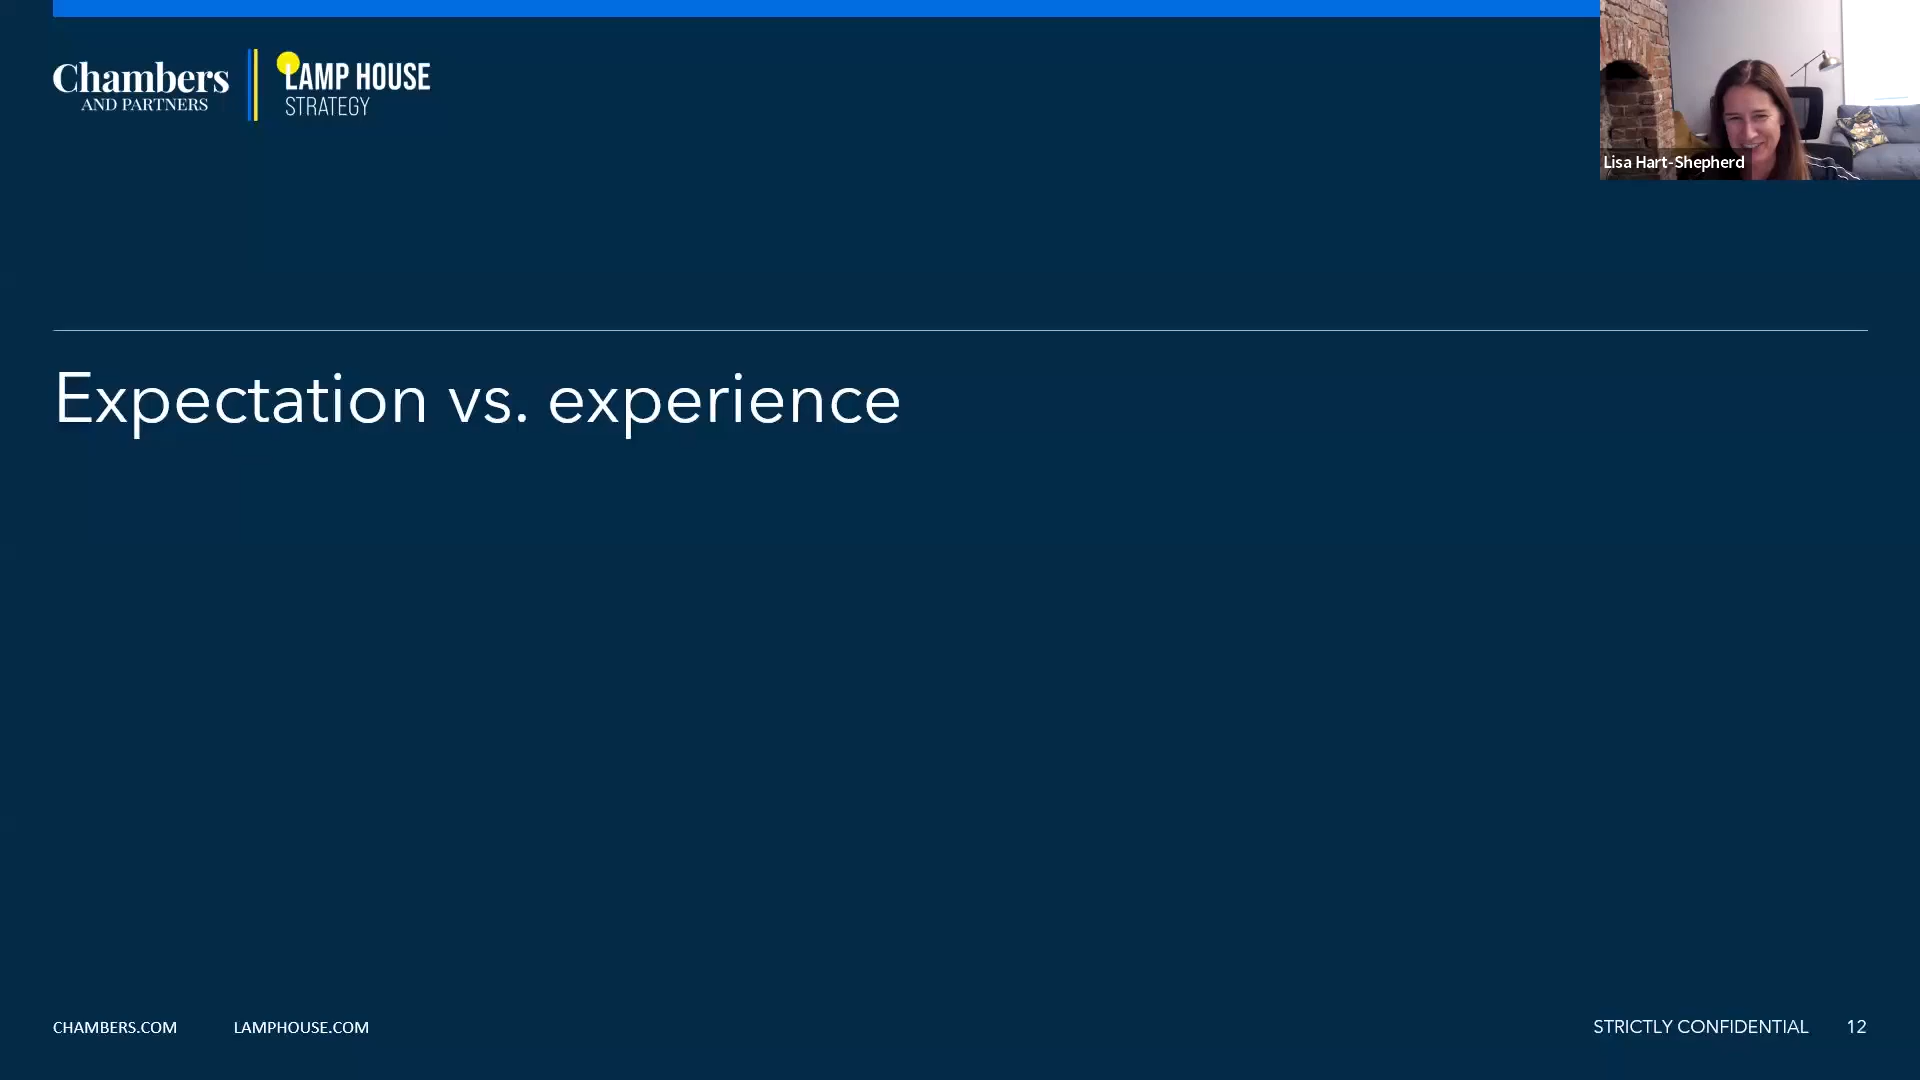 Chambers
AND PARTNERS
LAMP HOUSE
STRATEGY
Lisa Hart-Shepherd
Expectation vs. experience
CHAMBERS.COM
LAMPHOUSE.COM
STRICTLY CONFIDENTIAL
12